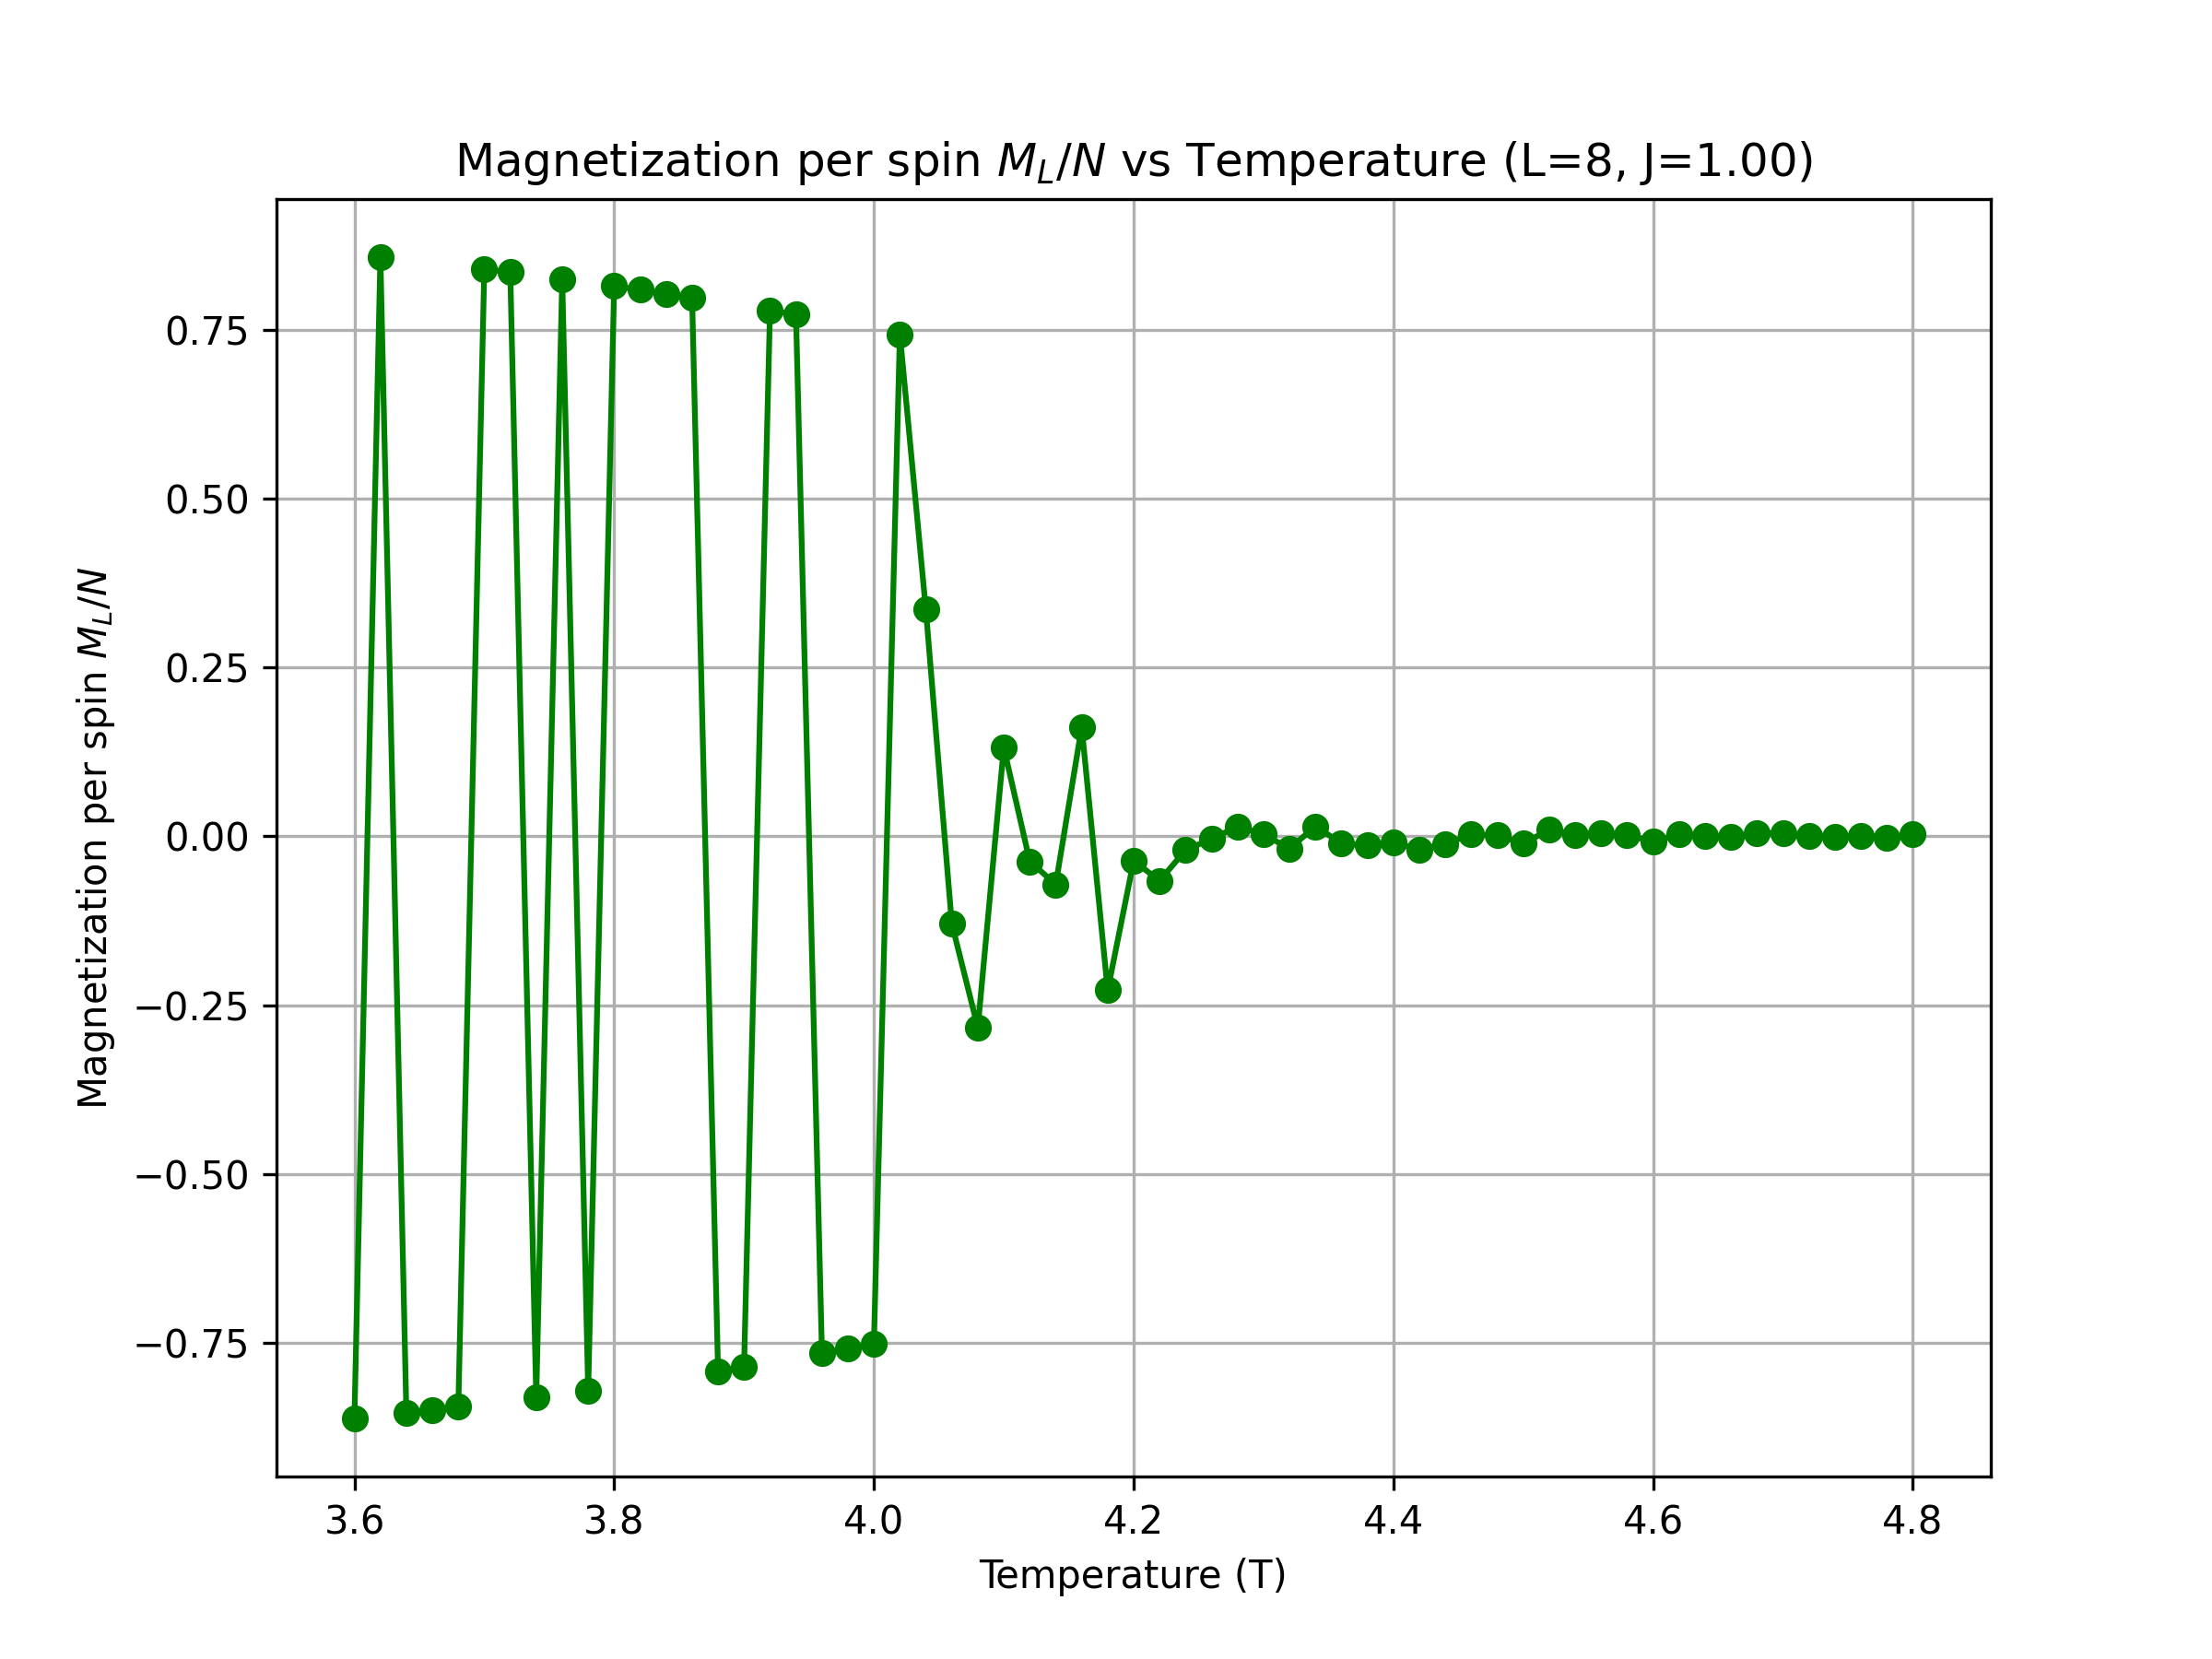 Magnetization per spin M_L/N vs Temperature (L=8, J=1.00)
Magnetization per spin M_L/N
0.75
0.50
0.25
0.00
−0.25
−0.50
−0.75
3.6 3.8 4.0 4.2 4.4 4.6 4.8
Temperature (T)